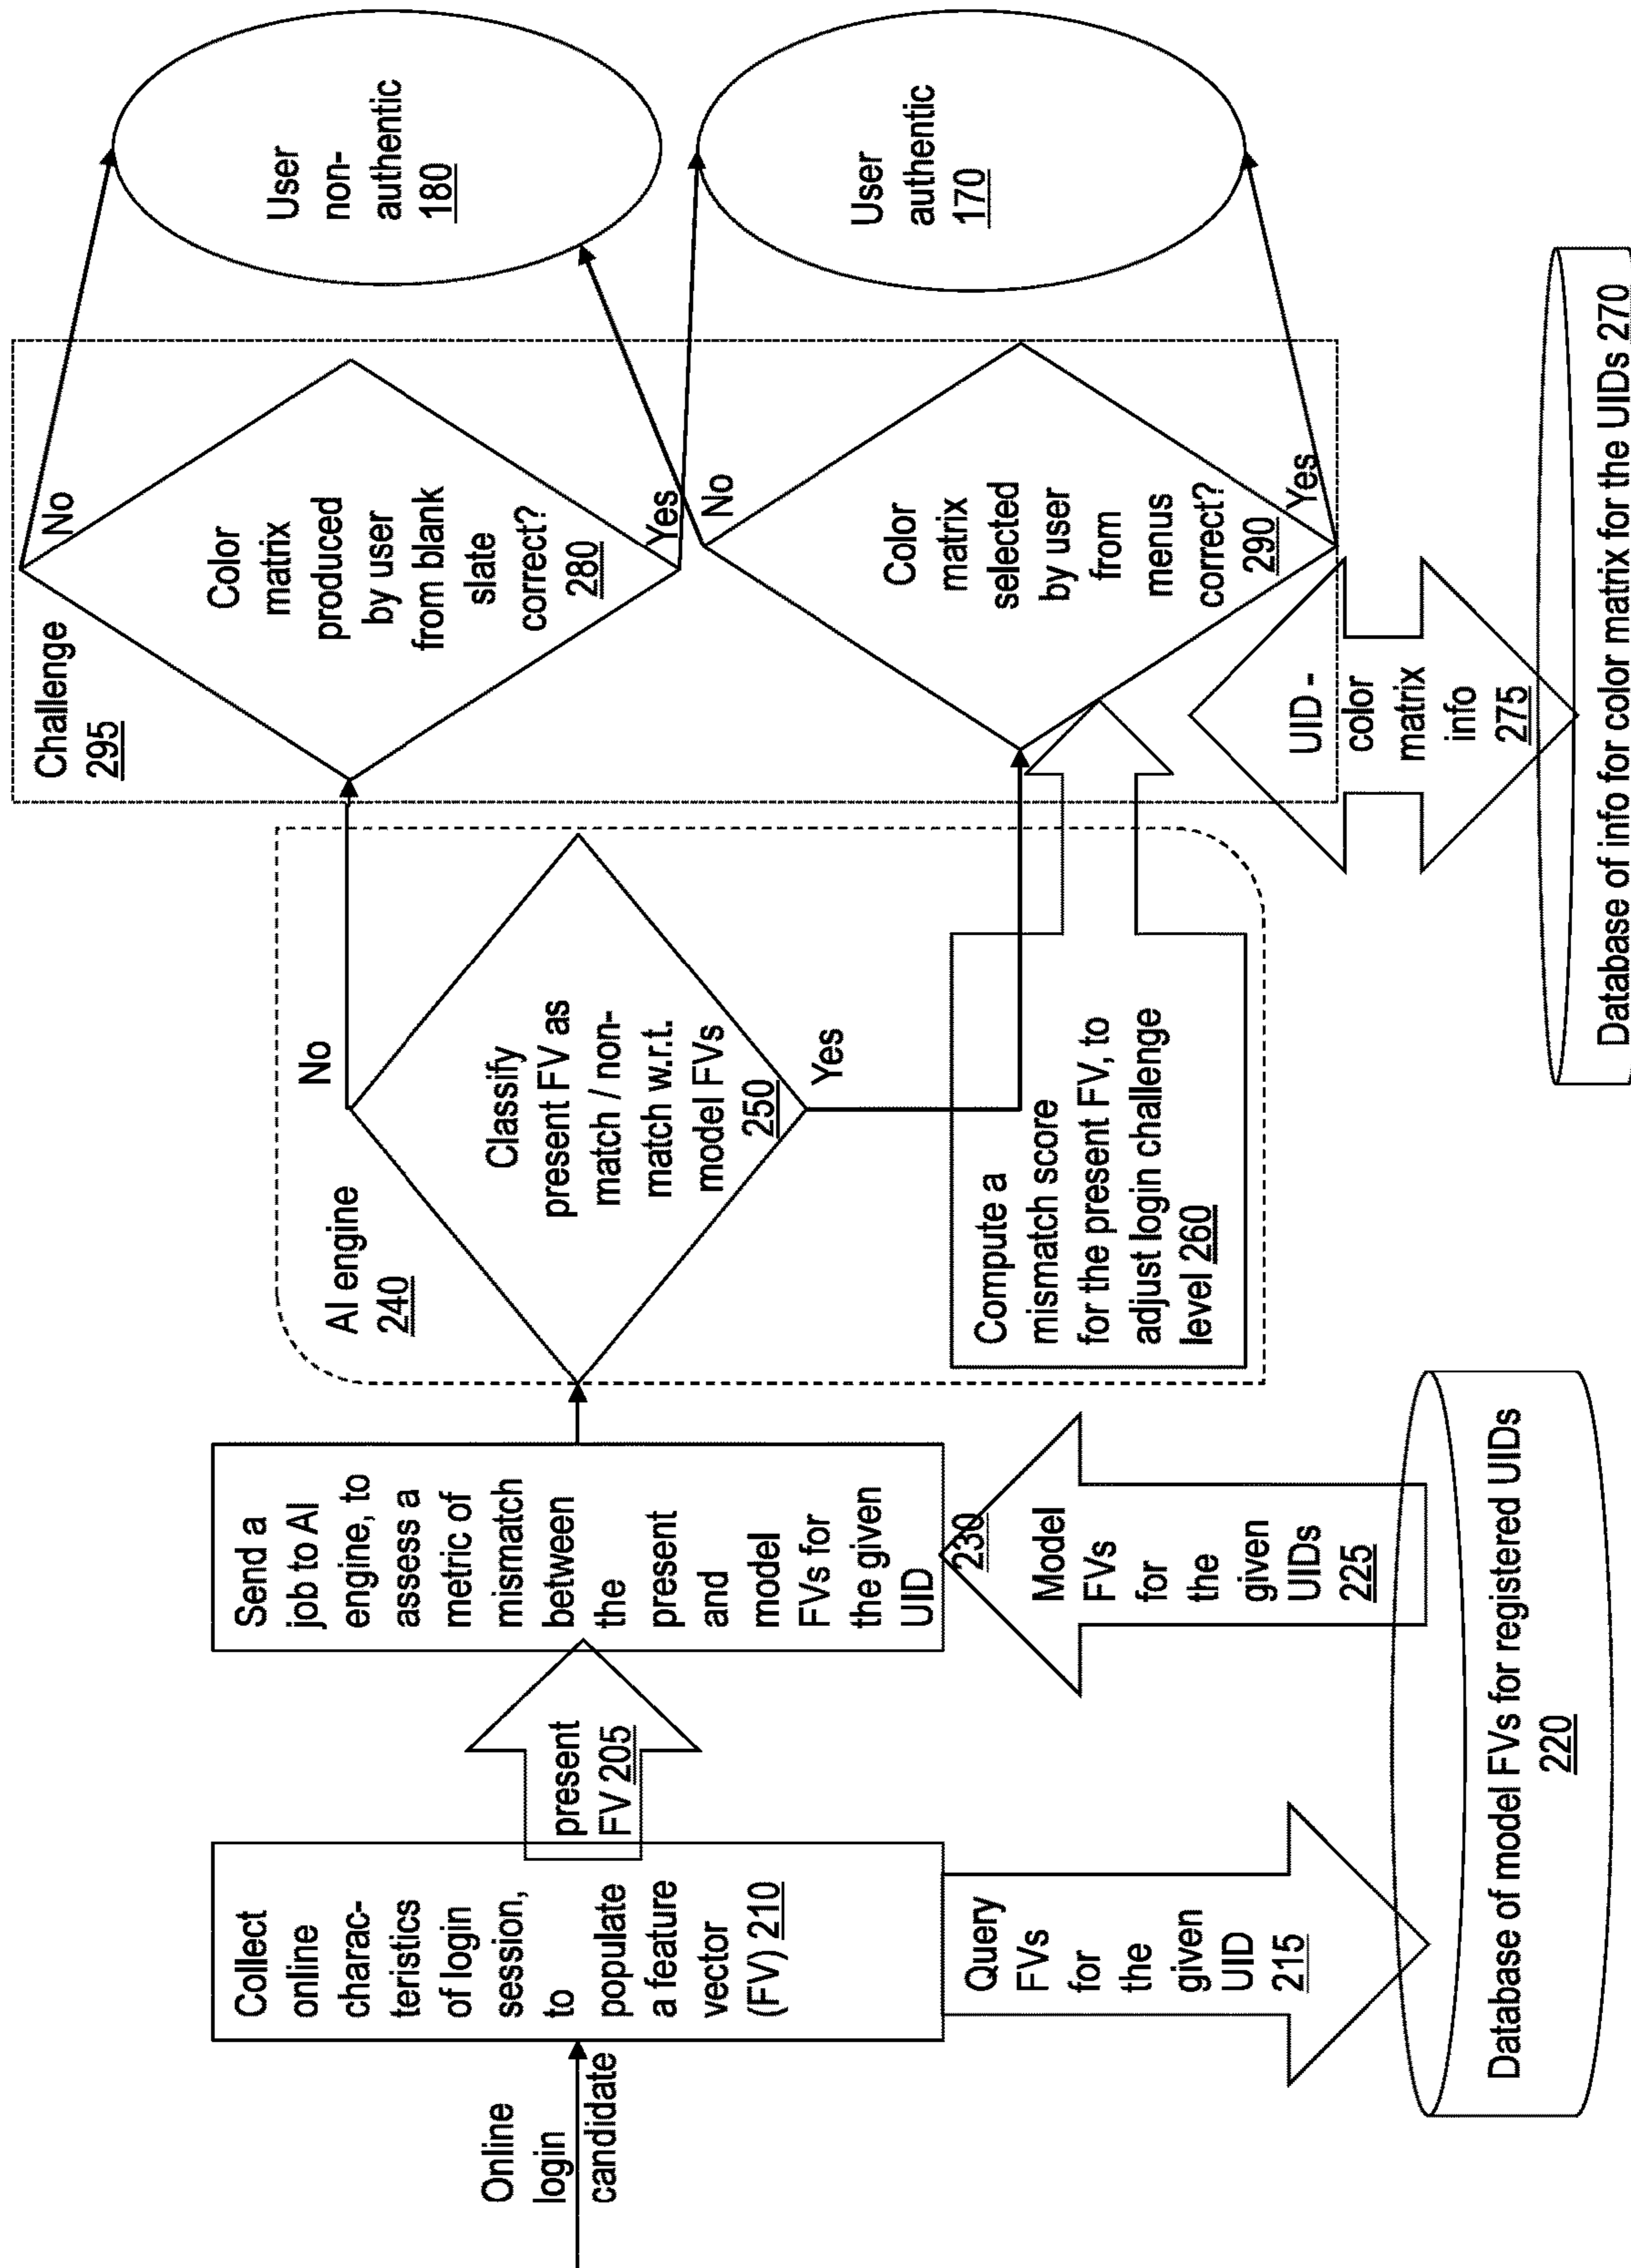 Online
login
candidate
Collect
online
charac-
teristics
of login
session,
to
populate
a feature
vector
(FV) 210
Query
FVs
for
the
given
UID
215
present
FV 205
Send a
job to AI
engine, to
assess a
metric of
mismatch
between
the
present
and
model
FVs for
the given
UID
230
Model
FVs
for
the
given
UIDs
225
Database of model FVs for registered UIDs
220
AI engine
240
Classify
present FV as
match / non-
match w.r.t.
model FVs
250
No
Yes
Compute a
mismatch score
for the present FV, to
adjust login challenge
level 260
Challenge
295
Color
matrix
produced
by user
from blank
slate
correct?
280
No
Yes
Color
matrix
selected
by user
from
menus
correct?
290
No
Yes
UID -
color
matrix
info
275
Database of info for color matrix for the UIDs 270
User
non-
authentic
180
User
authentic
170